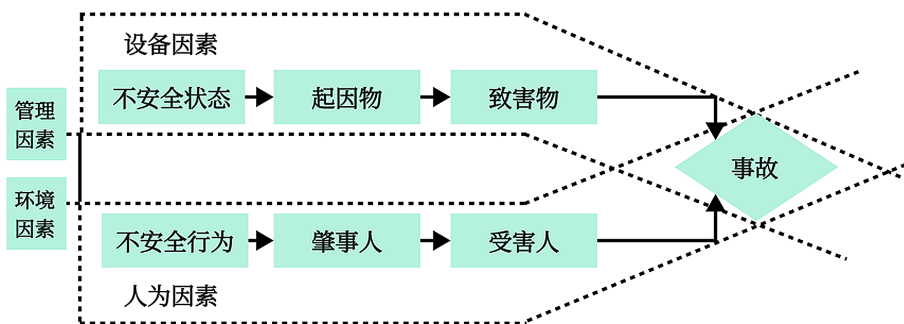 设备因素
不安全状态
起因物
致害物
管理
因素
事故
环境
因素
不安全行为
肇事人
受害人
人为因素